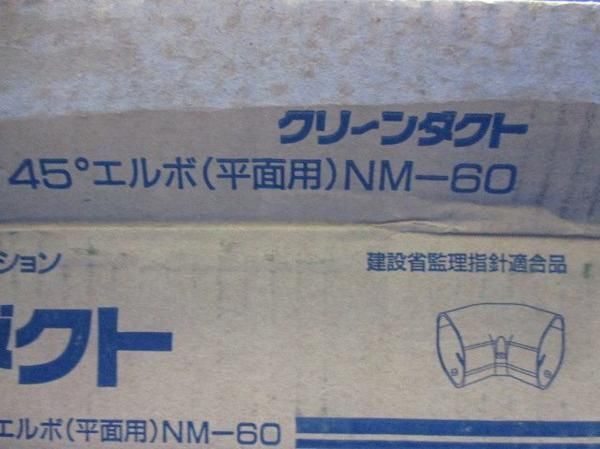 クリーンダクト
45°エルボ(平面用)NM-60
ション
建設省監理指針適合品
クト
エルボ(平面用)NM-60